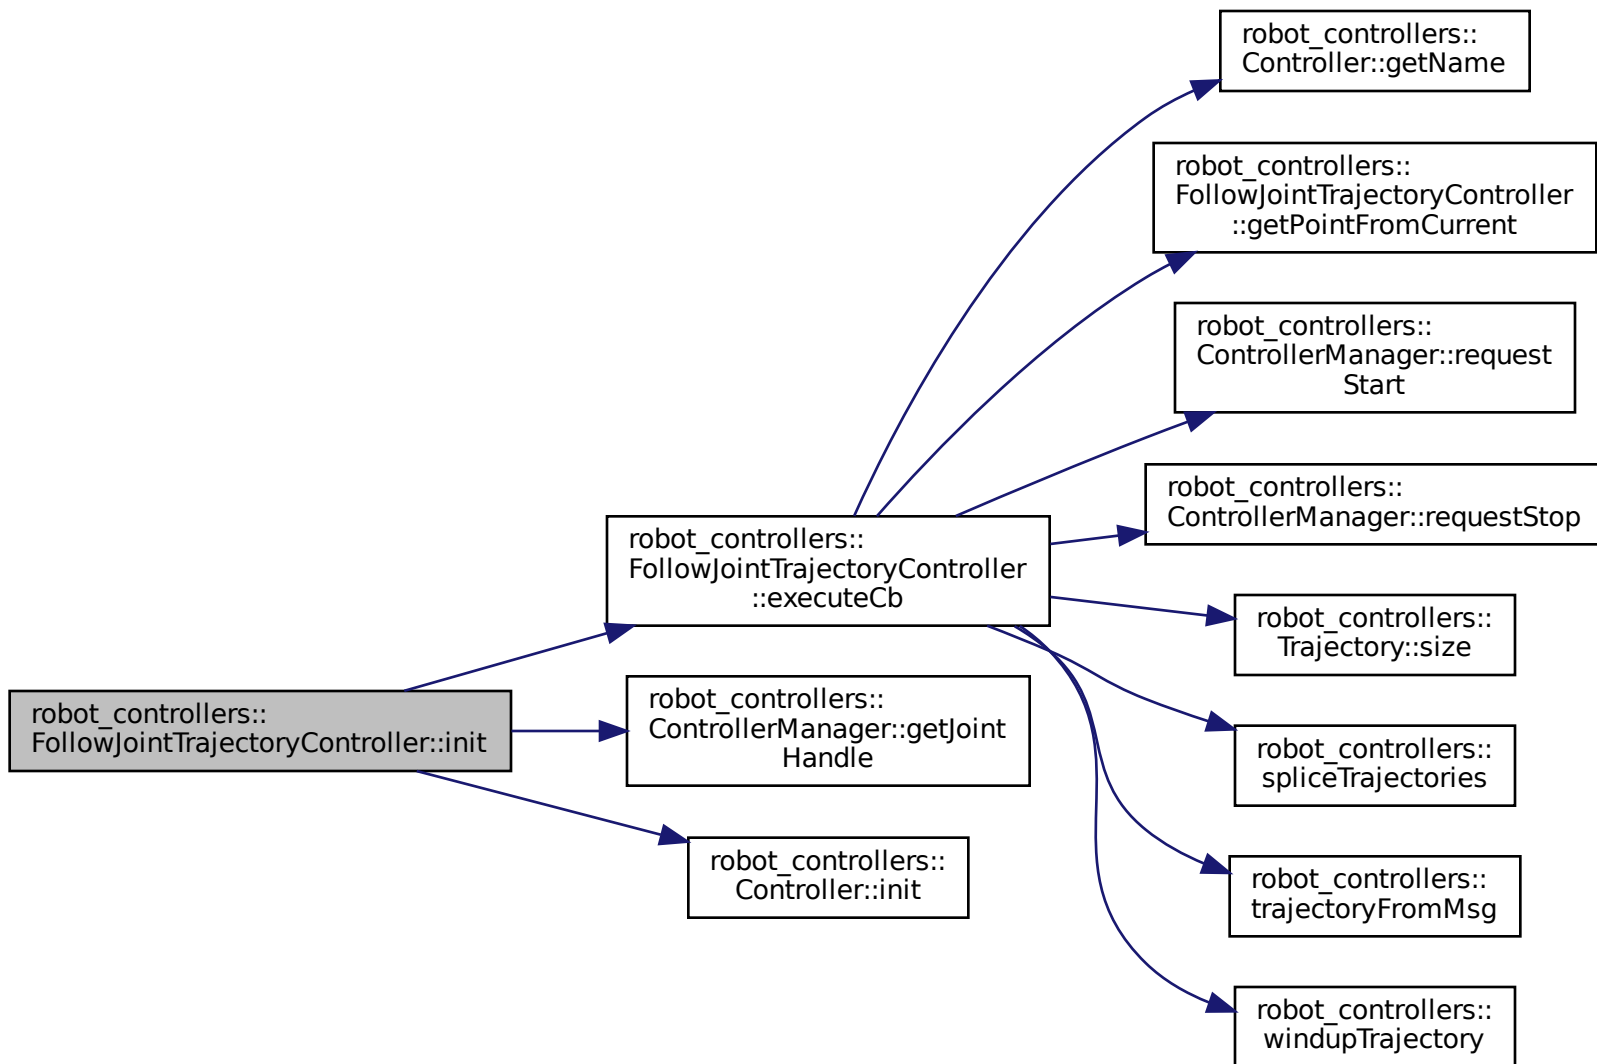 robot_controllers::
FollowJointTrajectoryController::init
robot_controllers::
FollowJointTrajectoryController
::executeCb
robot_controllers::
ControllerManager::getJoint
Handle
robot_controllers::
Controller::init
robot_controllers::
Controller::getName
robot_controllers::
FollowJointTrajectoryController
::getPointFromCurrent
robot_controllers::
ControllerManager::request
Start
robot_controllers::
ControllerManager::requestStop
robot_controllers::
Trajectory::size
robot_controllers::
spliceTrajectories
robot_controllers::
trajectoryFromMsg
robot_controllers::
windupTrajectory